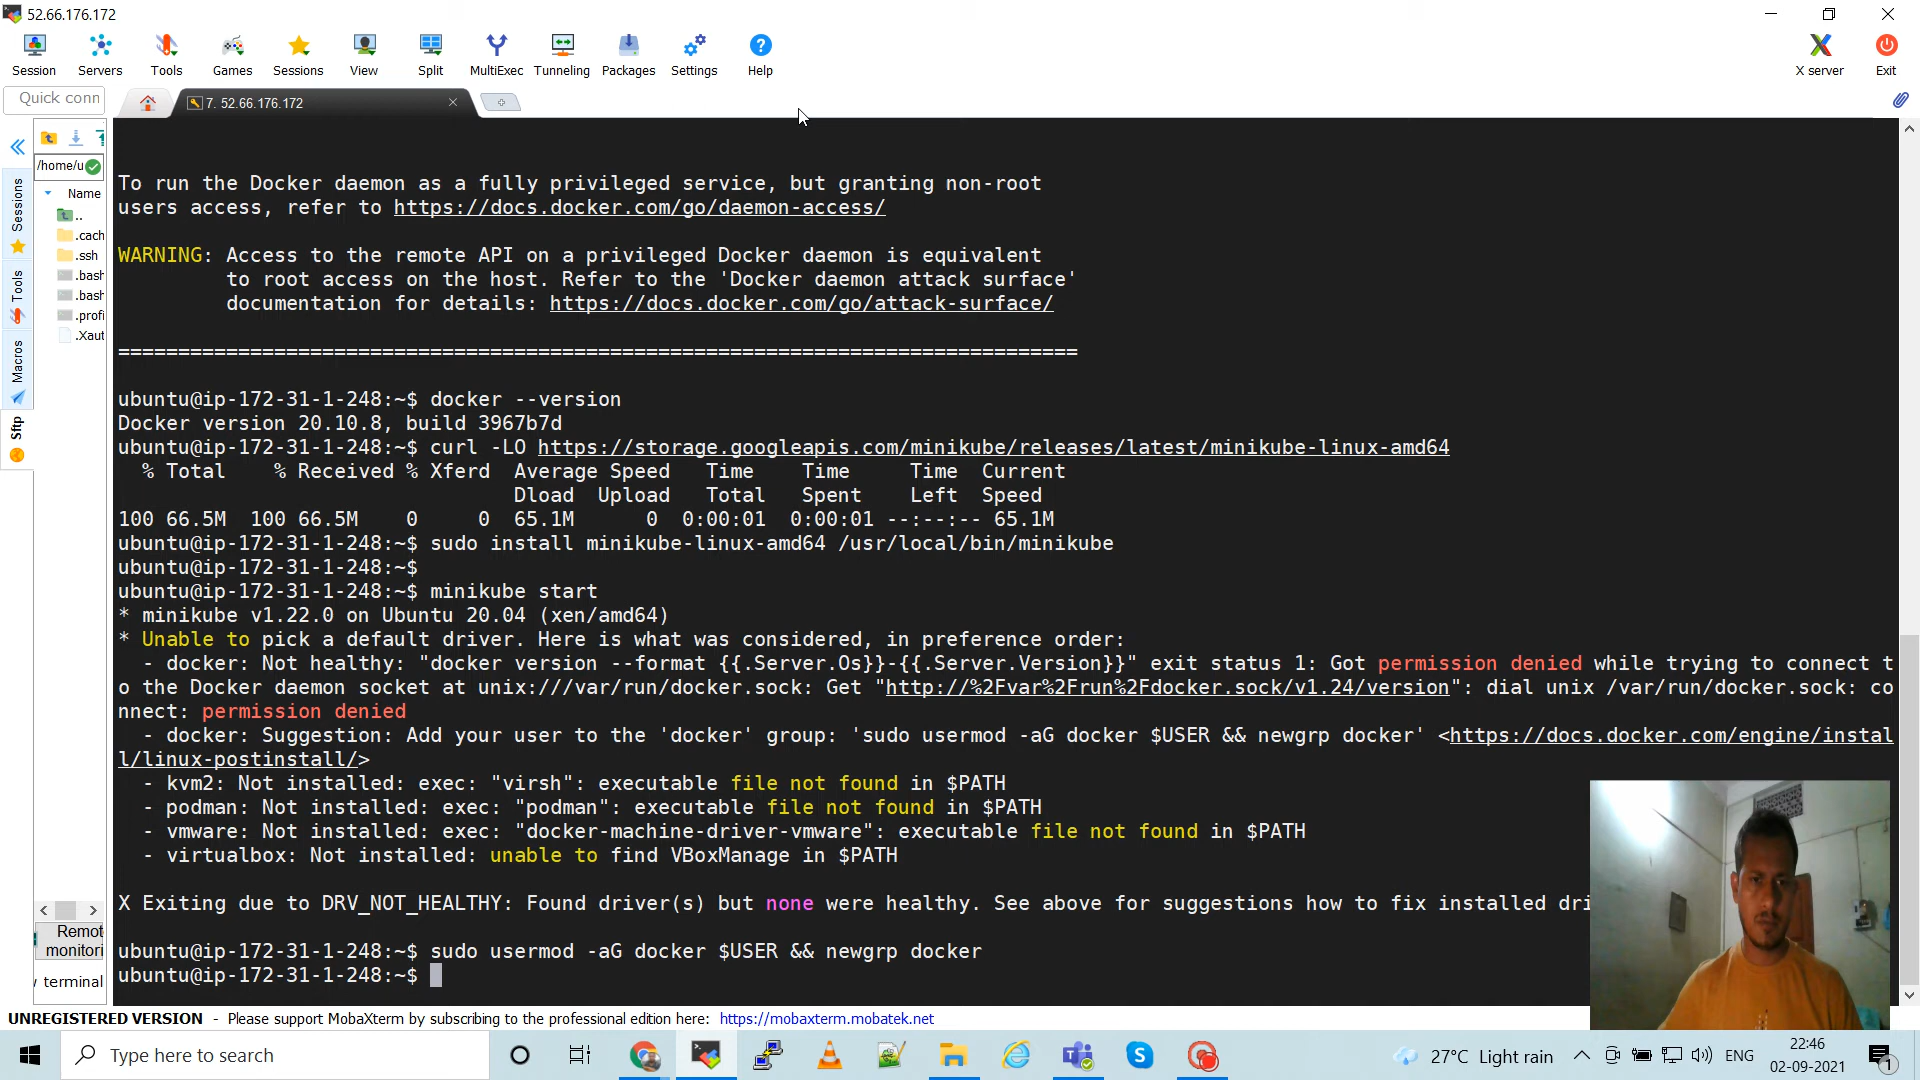 52.66.176.172
Session
Servers
Tools
Games
Sessions
View
Split
MultiExec
Tunneling
Packages
Settings
Help
X server
Exit
Quick conn
7. 52.66.176.172
/home/u
Name
..
.cach
.ssh
.bash
.bash
.profi
.Xaut
Sessions
Tools
Macros
Sftp
Remot
monitori
terminal
To run the Docker daemon as a fully privileged service, but granting non-root
users access, refer to https://docs.docker.com/go/daemon-access/
WARNING: Access to the remote API on a privileged Docker daemon is equivalent
to root access on the host. Refer to the 'Docker daemon attack surface'
documentation for details: https://docs.docker.com/go/attack-surface/
================================================================================
ubuntu@ip-172-31-1-248:~$ docker --version
Docker version 20.10.8, build 3967b7d
ubuntu@ip-172-31-1-248:~$ curl -LO https://storage.googleapis.com/minikube/releases/latest/minikube-linux-amd64
% Total % Received % Xferd Average Speed Time Time Time Current
Dload Upload Total Spent Left Speed
100 66.5M 100 66.5M 0 0 65.1M 0 0:00:01 0:00:01 --:--:-- 65.1M
ubuntu@ip-172-31-1-248:~$ sudo install minikube-linux-amd64 /usr/local/bin/minikube
ubuntu@ip-172-31-1-248:~$
ubuntu@ip-172-31-1-248:~$ minikube start
* minikube v1.22.0 on Ubuntu 20.04 (xen/amd64)
* Unable to pick a default driver. Here is what was considered, in preference order:
- docker: Not healthy: "docker version --format {{.Server.Os}}-{{.Server.Version}}" exit status 1: Got permission denied while trying to connect t
o the Docker daemon socket at unix:///var/run/docker.sock: Get "http://%2Fvar%2Frun%2Fdocker.sock/v1.24/version": dial unix /var/run/docker.sock: co
nnect: permission denied
- docker: Suggestion: Add your user to the 'docker' group: 'sudo usermod -aG docker $USER && newgrp docker' <https://docs.docker.com/engine/instal
l/linux-postinstall/>
- kvm2: Not installed: exec: "virsh": executable file not found in $PATH
- podman: Not installed: exec: "podman": executable file not found in $PATH
- vmware: Not installed: exec: "docker-machine-driver-vmware": executable file not found in $PATH
- virtualbox: Not installed: unable to find VBoxManage in $PATH
X Exiting due to DRV_NOT_HEALTHY: Found driver(s) but none were healthy. See above for suggestions how to fix installed dri
ubuntu@ip-172-31-1-248:~$ sudo usermod -aG docker $USER && newgrp docker
ubuntu@ip-172-31-1-248:~$
UNREGISTERED VERSION - Please support MobaXterm by subscribing to the professional edition here: https://mobaxterm.mobatek.net
Type here to search
27°C Light rain
ENG
22:46
02-09-2021
1